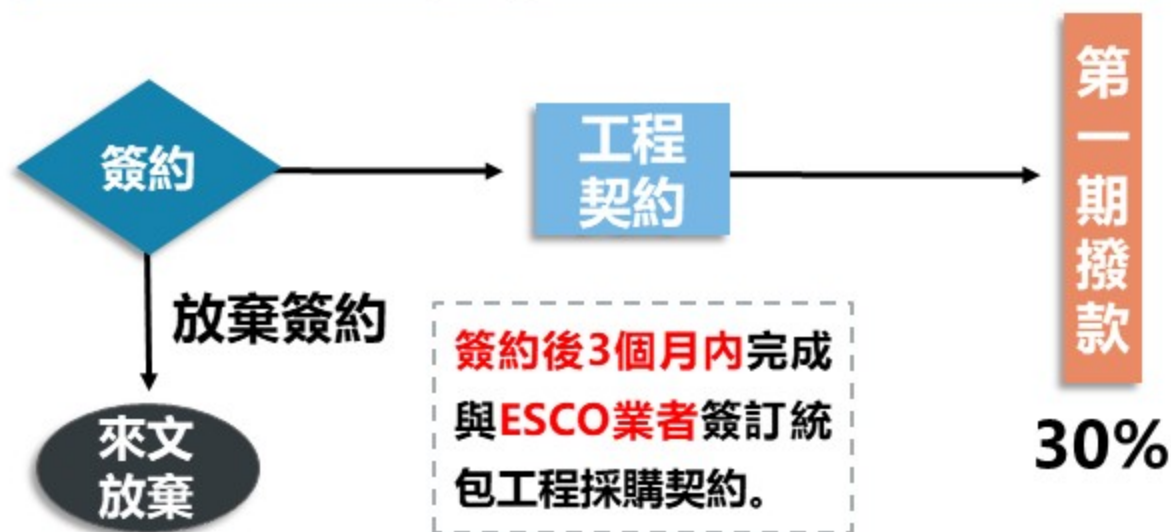 簽約
工程
契約
第一期撥款
放棄簽約
簽約後3個月內完成
與ESCO業者簽訂統
包工程採購契約。
30%
來文
放棄